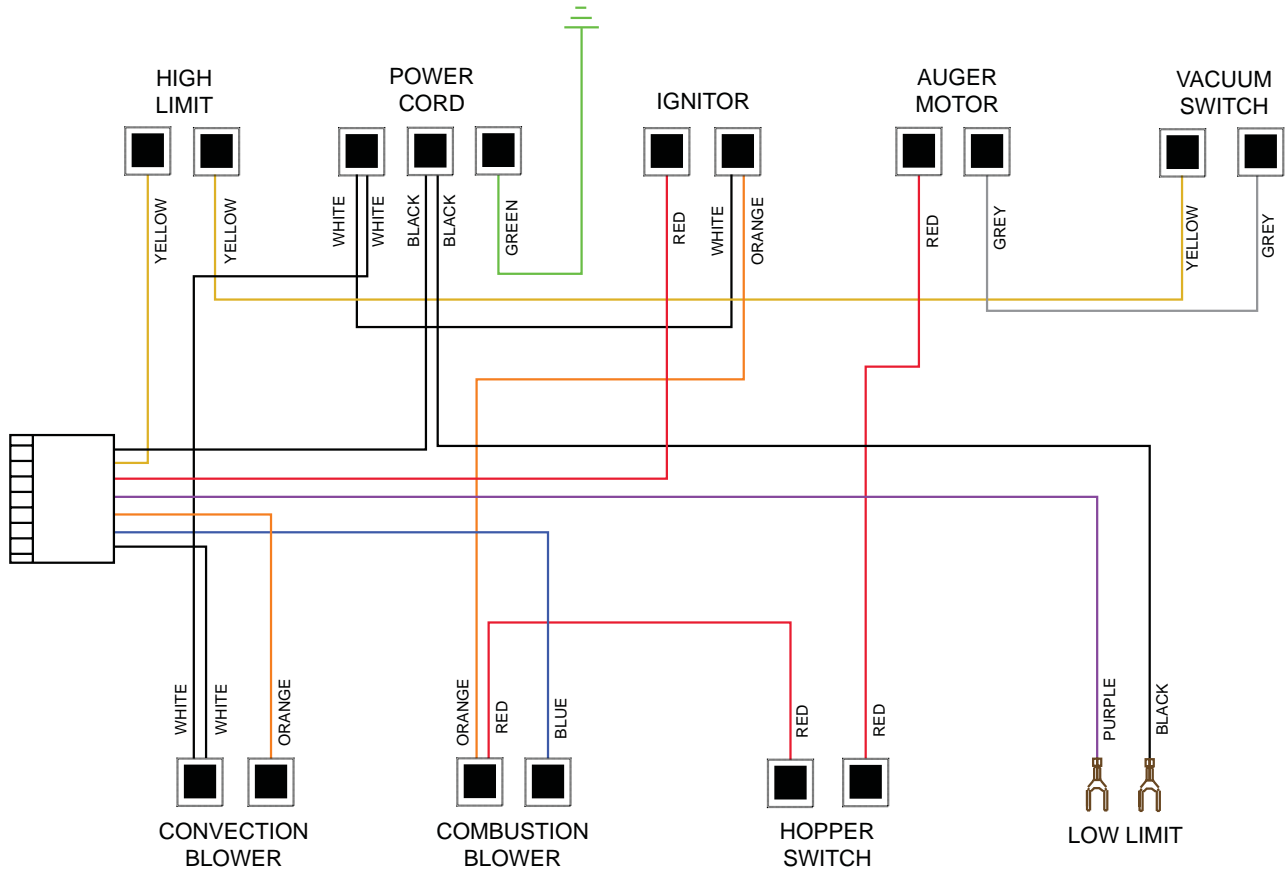 HIGH
LIMIT
POWER
CORD
IGNITOR
AUGER
MOTOR
VACUUM
SWITCH
YELLOW
YELLOW
WHITE
WHITE
BLACK
BLACK
GREEN
RED
WHITE
ORANGE
RED
GREY
YELLOW
GREY
WHITE
WHITE
ORANGE
ORANGE
RED
BLUE
RED
RED
PURPLE
BLACK
CONVECTION
BLOWER
COMBUSTION
BLOWER
HOPPER
SWITCH
LOW LIMIT